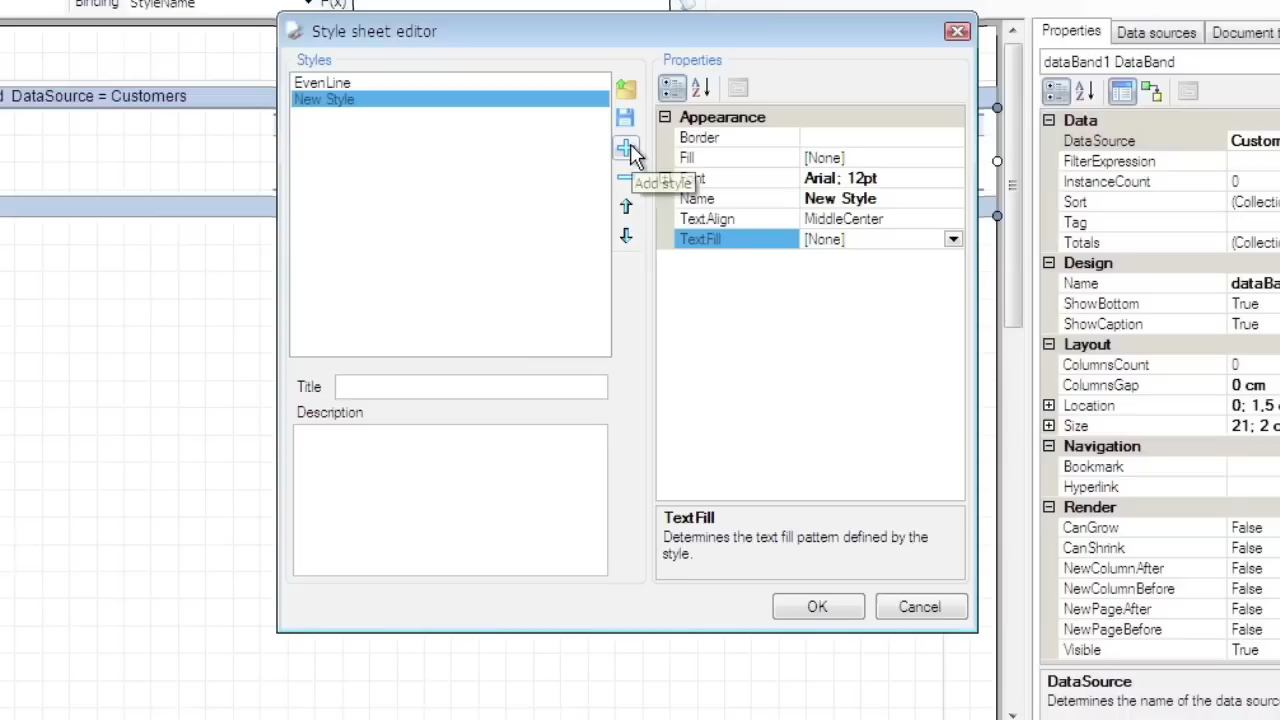 Binding StyleName
F(x)
Style sheet editor
Styles
EvenLine
New Style
Add style
Title
Description
Properties
Appearance
Border
Fill [None]
Arial; 12pt
Name New Style
TextAlign MiddleCenter
TextFill [None]
TextFill
Determines the text fill pattern defined by the
style.
OK Cancel
DataSource = Customers
Properties Data sources Document
dataBand1 DataBand
Data
DataSource Custom
FilterExpression
InstanceCount 0
Sort (Collecti
Tag
Totals (Collecti
Design
Name dataBa
ShowBottom True
ShowCaption True
Layout
ColumnsCount 0
ColumnsGap 0 cm
Location 0; 1,5
Size 21; 2 c
Navigation
Bookmark
Hyperlink
Render
CanGrow False
CanShrink False
NewColumnAfter False
NewColumnBefore False
NewPageAfter False
NewPageBefore False
Visible True
DataSource
Determines the name of the data source